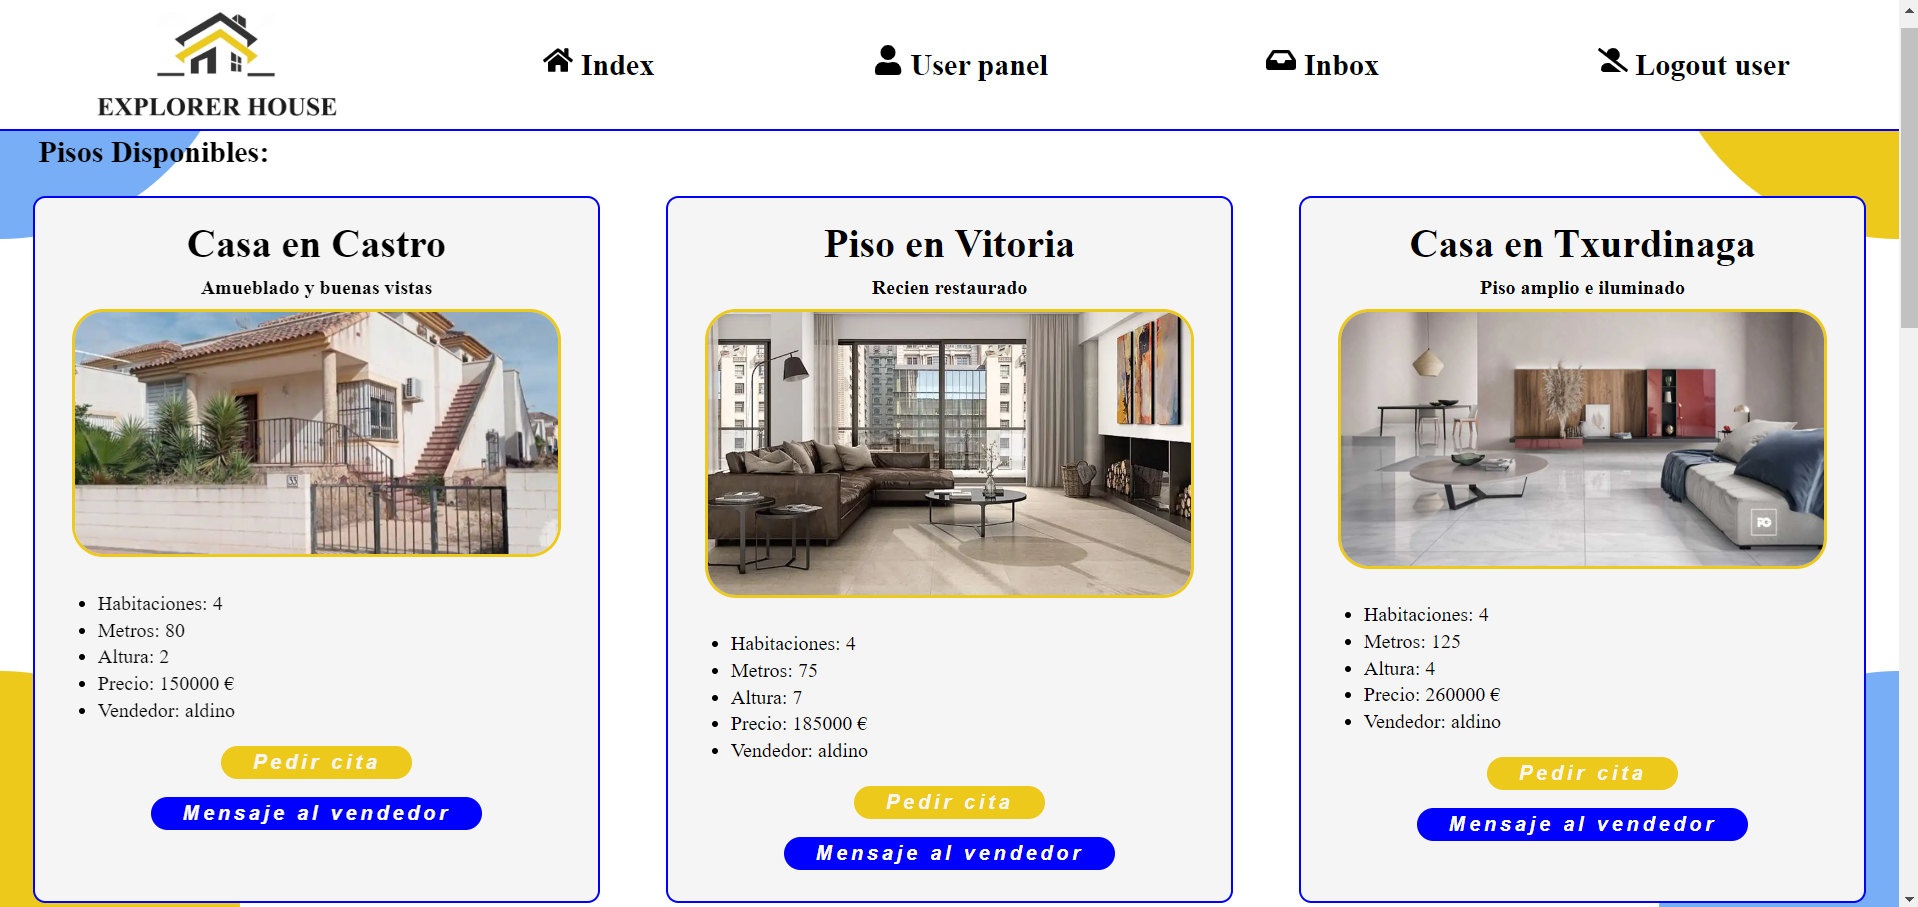 EXPLORER HOUSE
Index
User panel
Inbox
Logout user
Pisos Disponibles:
Casa en Castro
Amueblado y buenas vistas
33
Habitaciones: 4
Metros: 80
Altura: 2
Precio: 150000 €
Vendedor: aldino
Pedir cita
Mensaje al vendedor
Piso en Vitoria
Recien restaurado
Habitaciones: 4
Metros: 75
Altura: 7
Precio: 185000 €
Vendedor: aldino
Pedir cita
Mensaje al vendedor
Casa en Txurdinaga
Piso amplio e iluminado
Habitaciones: 4
Metros: 125
Altura: 4
Precio: 260000 €
Vendedor: aldino
Pedir cita
Mensaje al vendedor